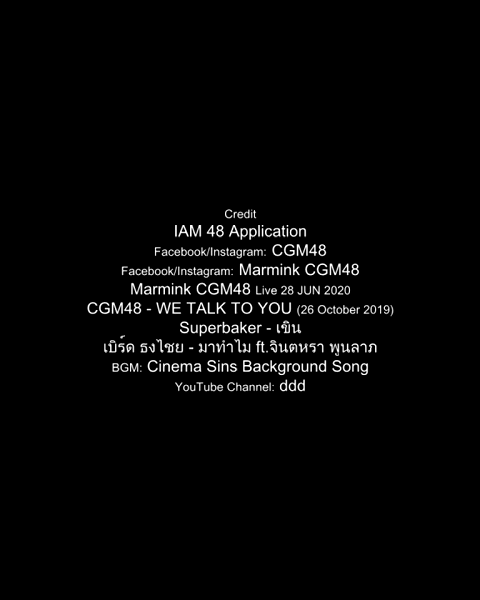 Credit
IAM 48 Application
Facebook/Instagram: CGM48
Facebook/Instagram: Marmink CGM48
Marmink CGM48 Live 28 JUN 2020
CGM48 - WE TALK TO YOU (26 October 2019)
Superbaker - เขิน
เบิร์ด ธงไชย - มาทำไม ft.จินตหรา พูนลาภ
BGM: Cinema Sins Background Song
YouTube Channel: ddd